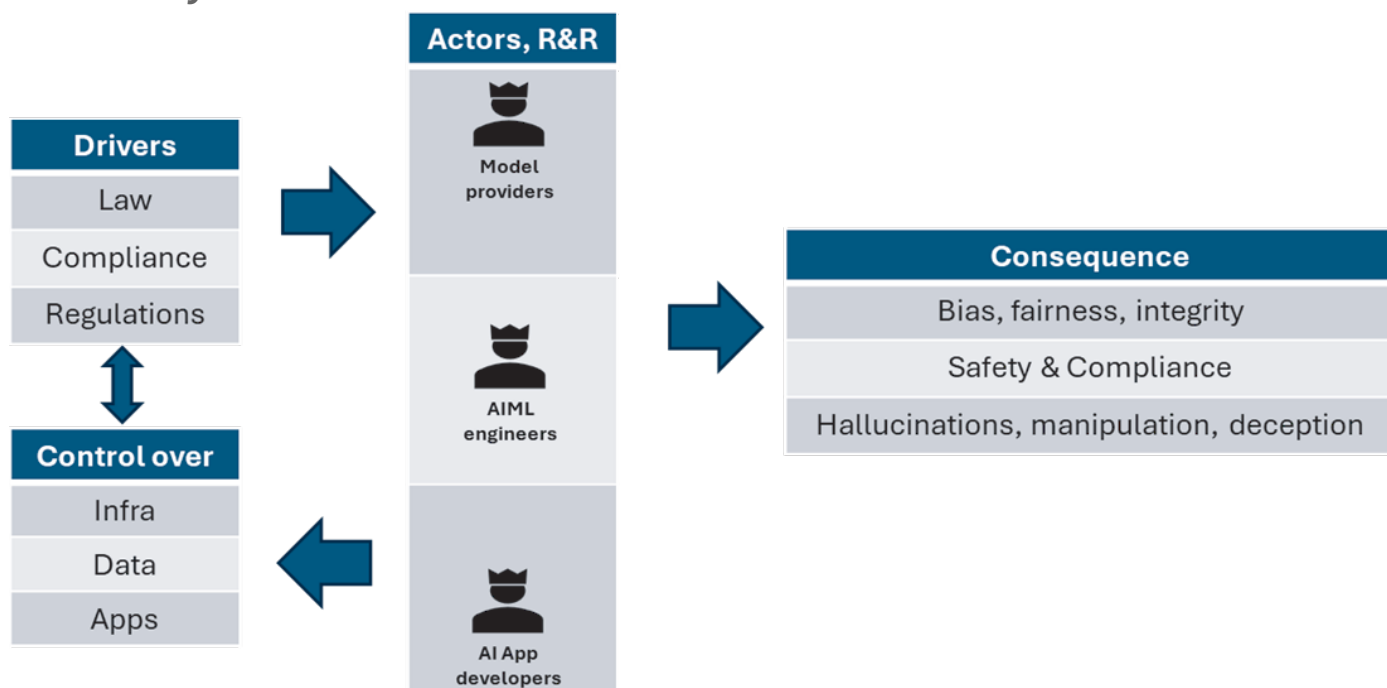 Drivers
Law
Compliance
Regulations
Control over
Infra
Data
Apps
Actors, R&R
Model
providers
AIML
engineers
AI App
developers
Consequence
Bias, fairness, integrity
Safety & Compliance
Hallucinations, manipulation, deception